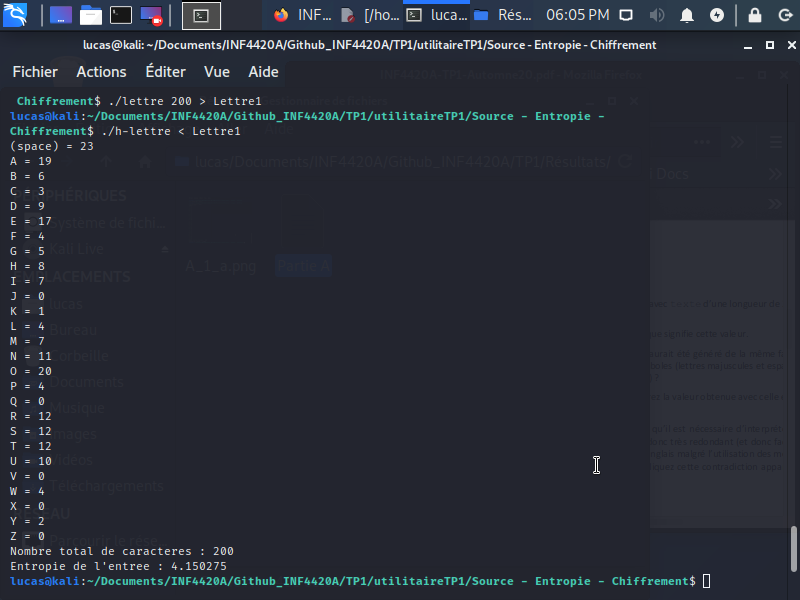 INF...
[/ho...
luca...
Rés...
06:05 PM
lucas@kali: ~/Documents/INF4420A/Github_INF4420A/TP1/utilitaireTP1/Source - Entropie - Chiffrement
Fichier Actions Éditer Vue Aide
Chiffrement$ ./lettre 200 > Lettre1
lucas@kali:~/Documents/INF4420A/Github_INF4420A/TP1/utilitaireTP1/Source - Entropie -
Chiffrement$ ./h-lettre < Lettre1
(space) = 23
A = 19
B = 6
C = 3
D = 9
E = 17
F = 4
G = 5
H = 8
I = 7
J = 0
K = 1
L = 4
M = 7
N = 11
O = 20
P = 4
Q = 0
R = 12
S = 12
T = 12
U = 10
V = 0
W = 4
X = 0
Y = 2
Z = 0
Nombre total de caracteres : 200
Entropie de l'entree : 4.150275
lucas@kali:~/Documents/INF4420A/Github_INF4420A/TP1/utilitaireTP1/Source - Entropie - Chiffrement$